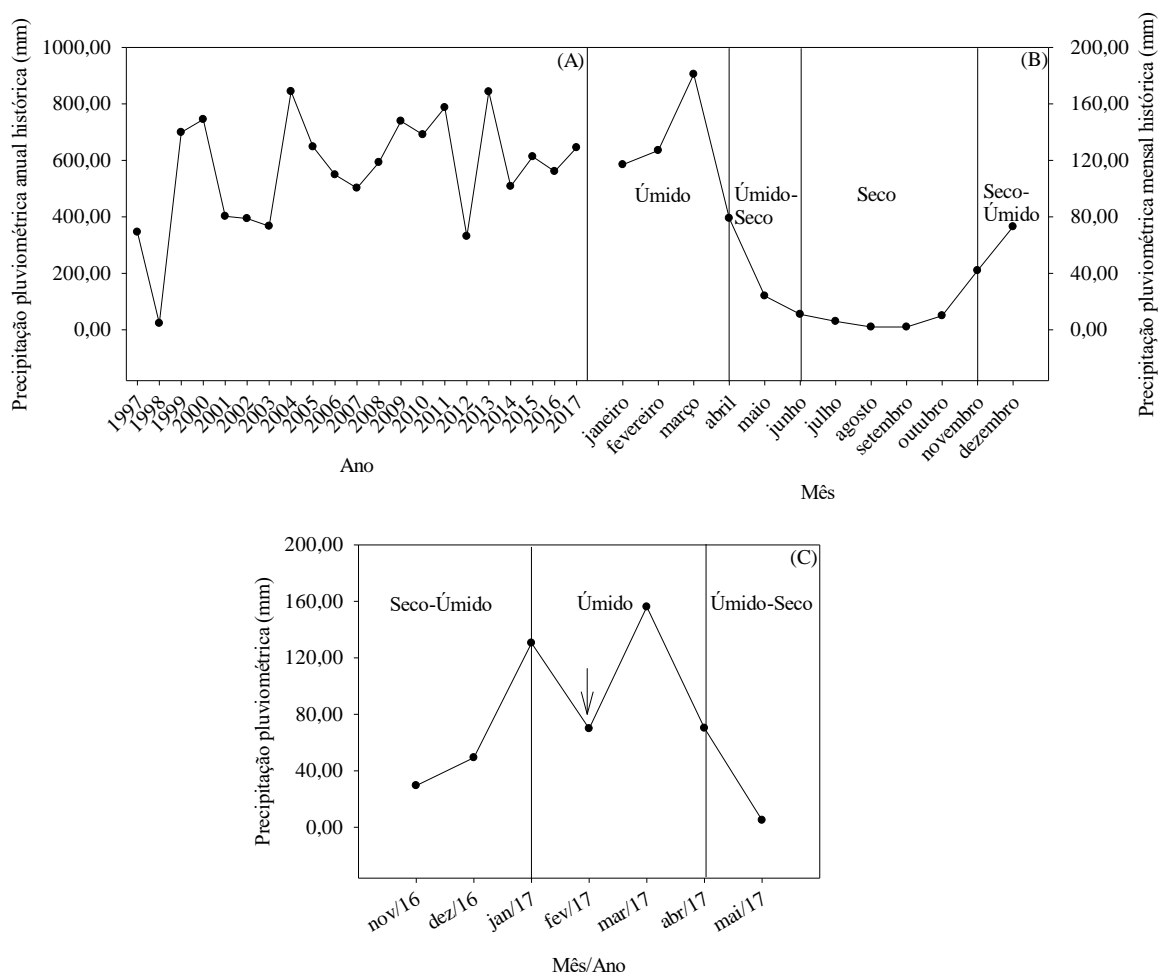 Precipitação pluviométrica anual histórica (mm)
1000,00
800,00
600,00
400,00
200,00
0,00
(A)
1997
1998
1999
2000
2001
2002
2003
2004
2005
2006
2007
2008
2009
2010
2011
2012
2013
2014
2015
2016
2017
Ano
(B)
Úmido
Úmido-
Seco
Seco
Seco-
Úmido
200,00
160,00
120,00
80,00
40,00
0,00
Precipitação pluviométrica mensal histórica (mm)
janeiro
fevereiro
março
abril
maio
junho
julho
agosto
setembro
outubro
novembro
dezembro
Mês
Precipitação pluviométrica (mm)
200,00
160,00
120,00
80,00
40,00
0,00
(C)
Seco-Úmido
Úmido
Úmido-Seco
nov/16
dez/16
jan/17
fev/17
mar/17
abr/17
mai/17
Mês/Ano